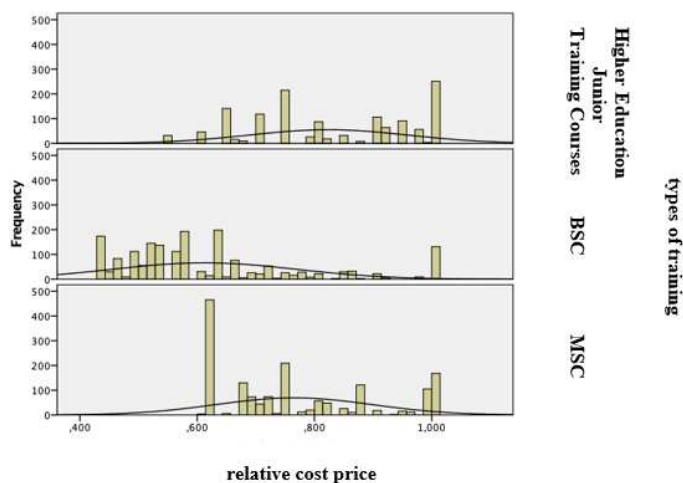 500
400
300
200
100
0
500
400
300
200
100
0
500
400
300
200
100
0
Frequency
,400
,600
,800
1,000
relative cost price
Higher Education
Junior
Training Courses
BSC
MSC
types of training